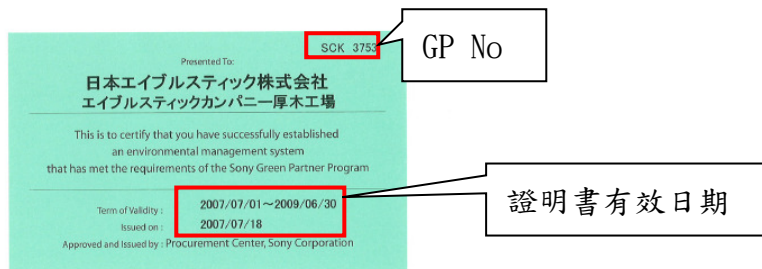 SCK 3753
GP No
Presented To:
日本エイブルスティック株式会社
エイブルスティックカンパニー厚木工場
This is to certify that you have successfully established
an environmental management system
that has met the requirements of the Sony Green Partner Program
Term of Validity : 2007/07/01～2009/06/30
Issued on : 2007/07/18
Approved and Issued by : Procurement Center, Sony Corporation
證明書有效日期